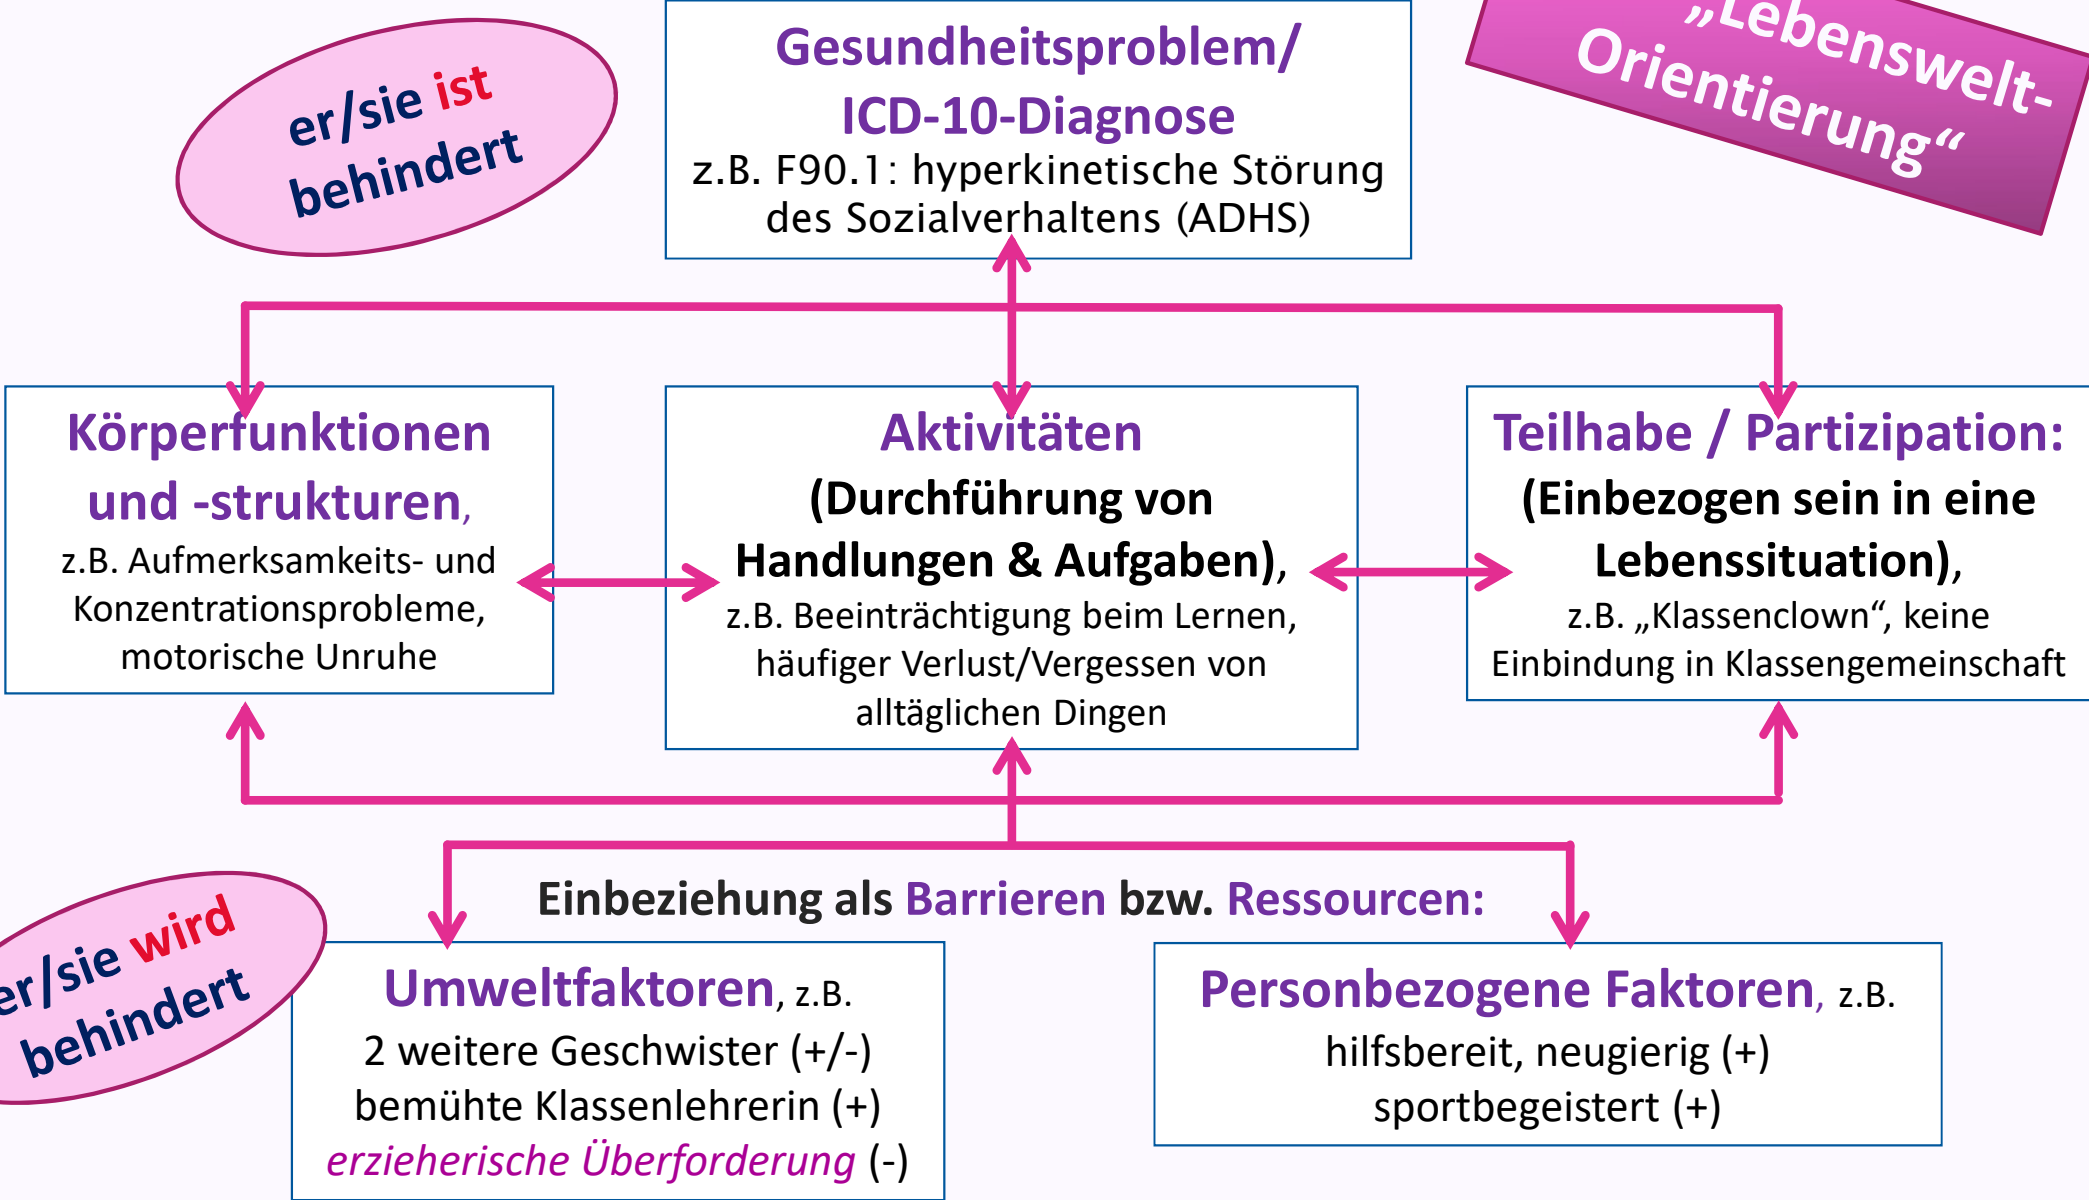 er/sie ist
behindert
Gesundheitsproblem/
ICD-10-Diagnose
z.B. F90.1: hyperkinetische Störung
des Sozialverhaltens (ADHS)
„Lebenswelt-
Orientierung“
Körperfunktionen
und -strukturen,
z.B. Aufmerksamkeits- und
Konzentrationsprobleme,
motorische Unruhe
Aktivitäten
(Durchführung von
Handlungen & Aufgaben),
z.B. Beeinträchtigung beim Lernen,
häufiger Verlust/Vergessen von
alltäglichen Dingen
Teilhabe / Partizipation:
(Einbezogen sein in eine
Lebenssituation),
z.B. „Klassenclown“, keine
Einbindung in Klassengemeinschaft
Einbeziehung als Barrieren bzw. Ressourcen:
er/sie wird
behindert
Umweltfaktoren, z.B.
2 weitere Geschwister (+/-)
bemühte Klassenlehrerin (+)
erzieherische Überforderung (-)
Personbezogene Faktoren, z.B.
hilfsbereit, neugierig (+)
sportbegeistert (+)